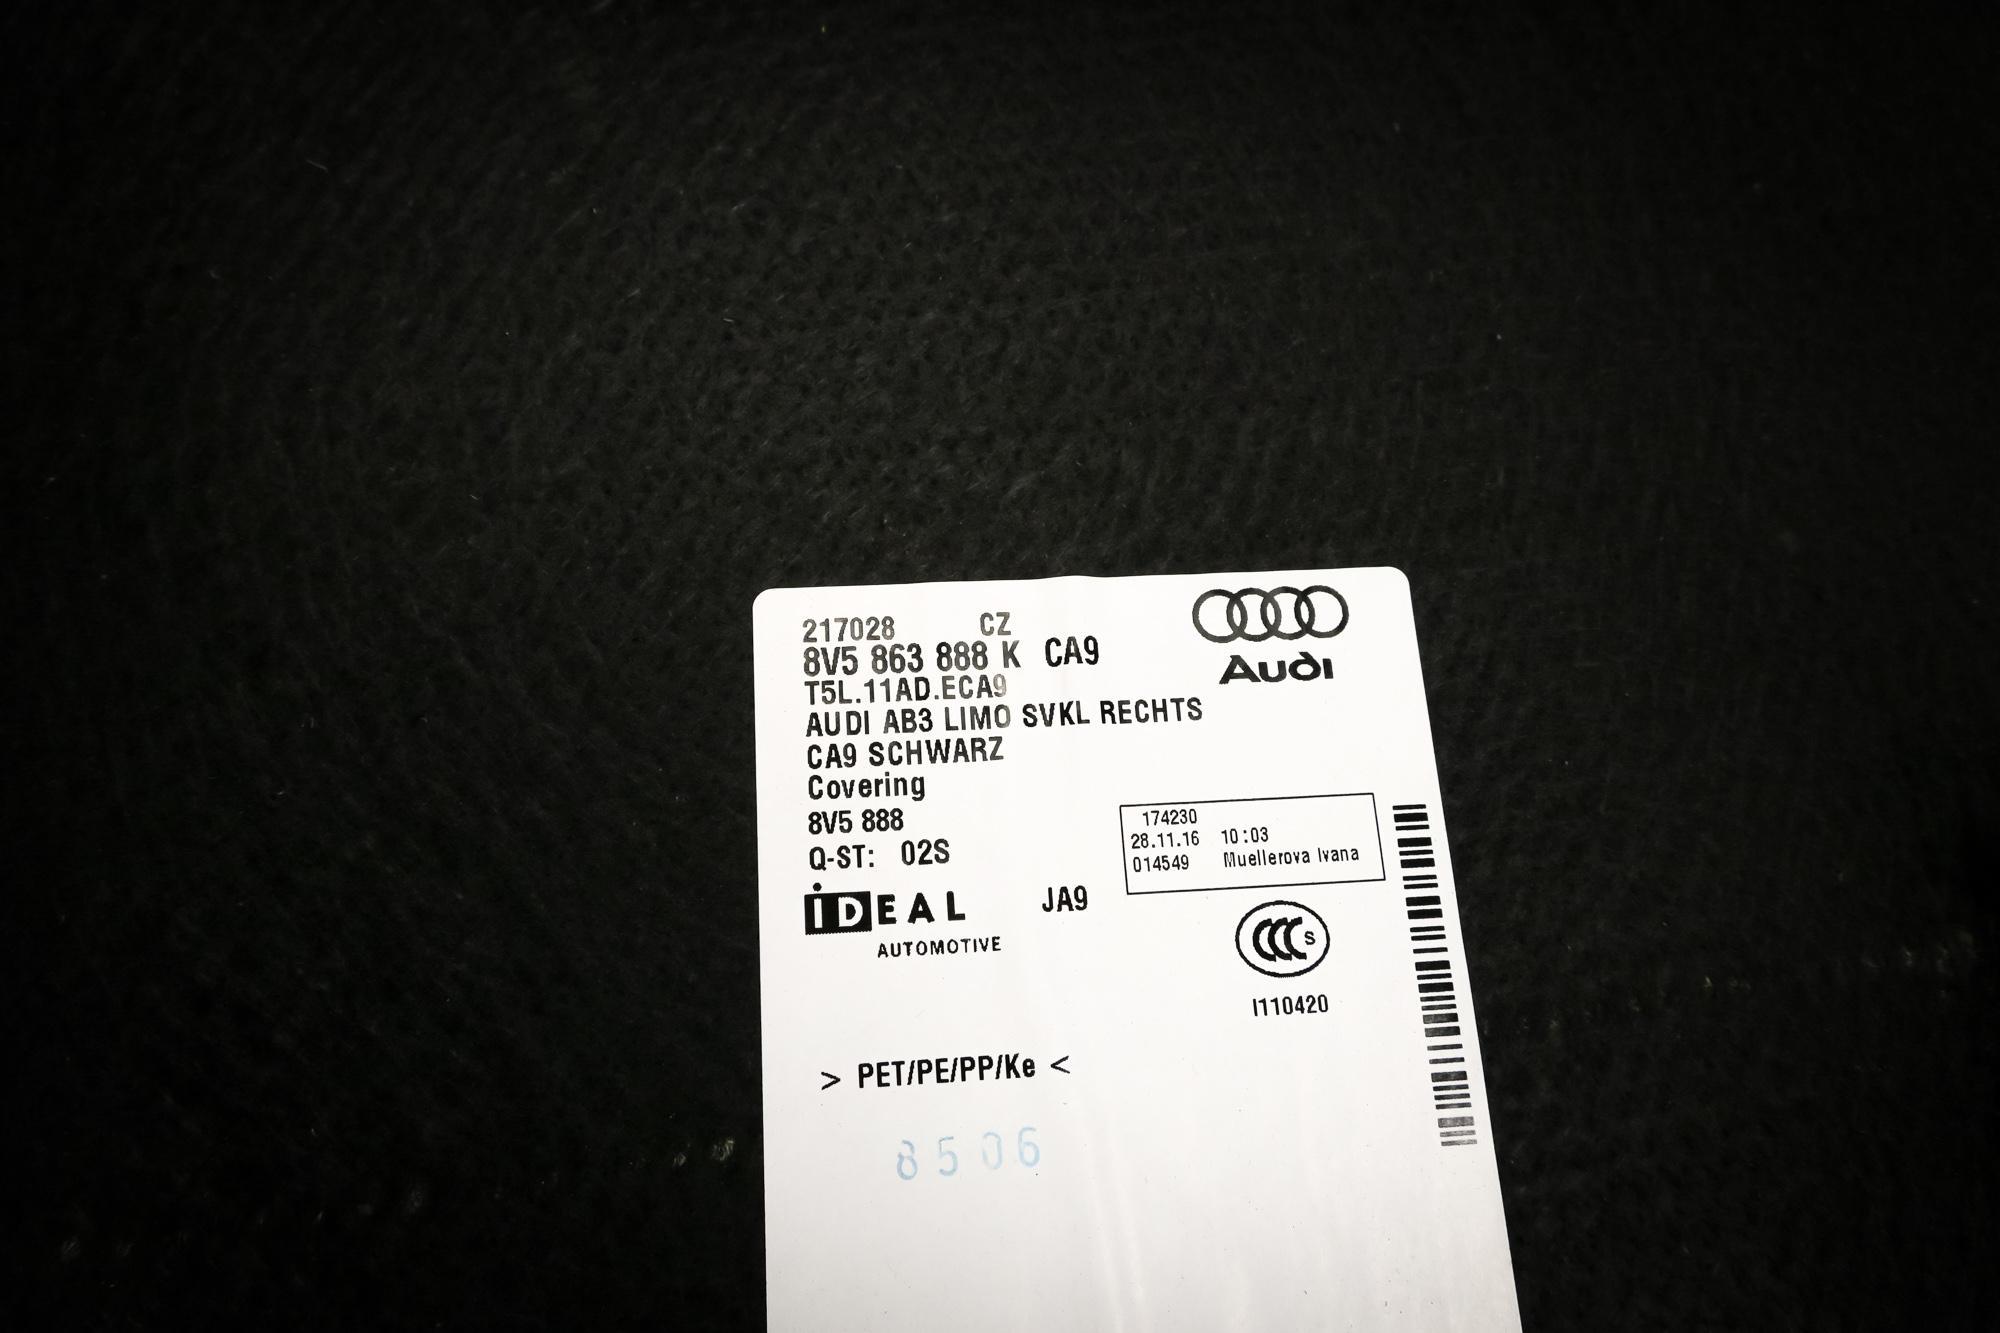 217028 CZ
8V5 863 888 K CA9
T5L.11AD.ECA9
AUDI AB3 LIMO SVKL RECHTS
CA9 SCHWARZ
Covering
8V5 888
Q-ST: 02S
iDEAL
AUTOMOTIVE
JA9
Audi
174230
28.11.16 10:03
014549 Muellerova Ivana
CCC S
I110420
> PET/PE/PP/Ke <
8506